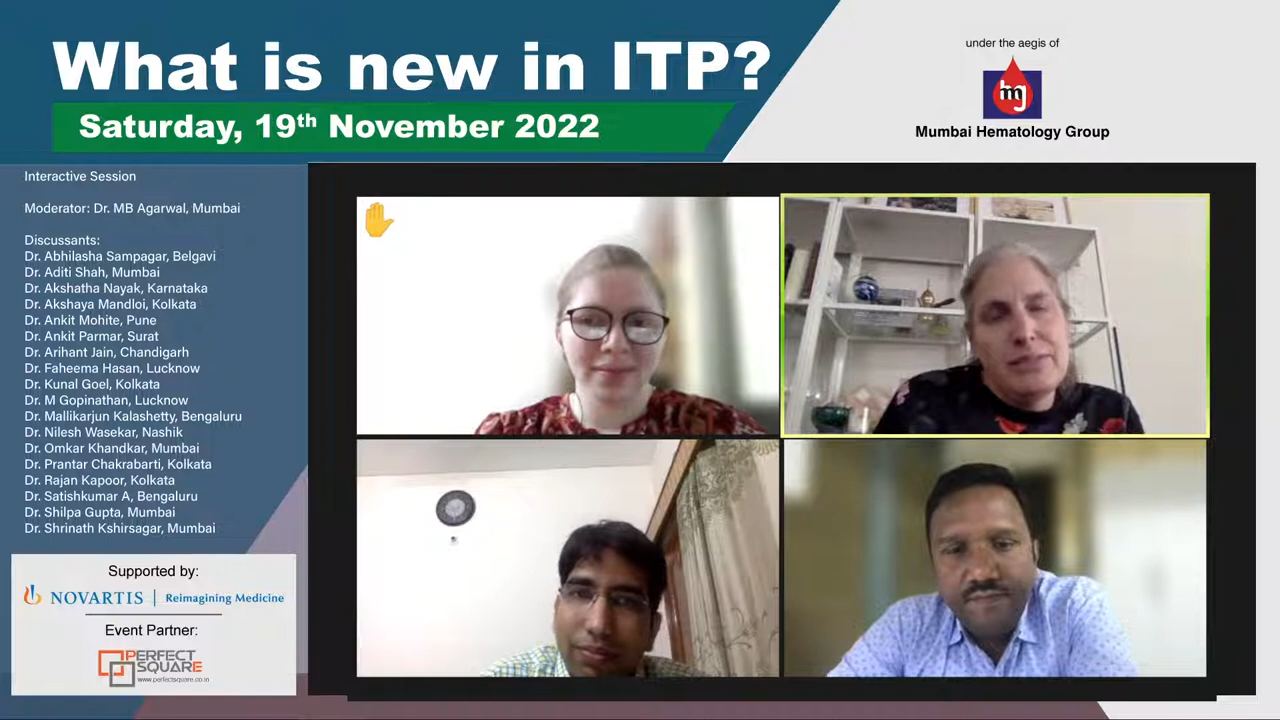 What is new in ITP?
Saturday, 19th November 2022
under the aegis of
mg
Mumbai Hematology Group
Interactive Session
Moderator: Dr. MB Agarwal, Mumbai
Discussants:
Dr. Abhilasha Sampagar, Belgavi
Dr. Aditi Shah, Mumbai
Dr. Akshatha Nayak, Karnataka
Dr. Akshaya Mandloi, Kolkata
Dr. Ankit Mohite, Pune
Dr. Ankit Parmar, Surat
Dr. Arihant Jain, Chandigarh
Dr. Faheema Hasan, Lucknow
Dr. Kunal Goel, Kolkata
Dr. M Gopinathan, Lucknow
Dr. Mallikarjun Kalashetty, Bengaluru
Dr. Nilesh Wasekar, Nashik
Dr. Omkar Khandkar, Mumbai
Dr. Prantar Chakrabarti, Kolkata
Dr. Rajan Kapoor, Kolkata
Dr. Satishkumar A, Bengaluru
Dr. Shilpa Gupta, Mumbai
Dr. Shrinath Kshirsagar, Mumbai
Supported by:
NOVARTIS | Reimagining Medicine
Event Partner:
PERFECT
SQUARE
www.perfectsquare.co.in